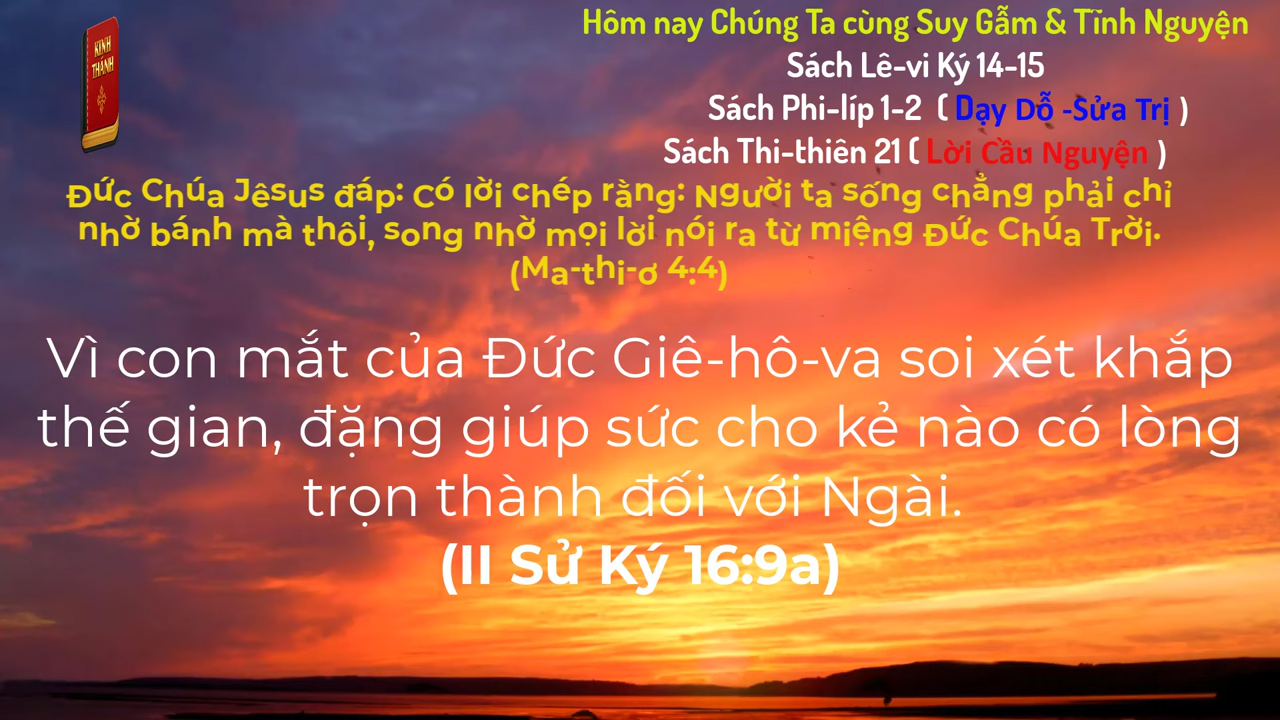 KINH
THÁNH
Hôm nay Chúng Ta cùng Suy Gẫm & Tĩnh Nguyện
Sách Lê-vi Ký 14-15
Sách Phi-líp 1-2 ( Dạy Dỗ -Sửa Trị )
Sách Thi-thiên 21 ( Lời Cầu Nguyện )
Đức Chúa Jêsus đáp: Có lời chép rằng: Người ta sống chẳng phải chỉ
nhờ bánh mà thôi, song nhờ mọi lời nói ra từ miệng Đức Chúa Trời.
(Ma-thi-ơ 4:4)
Vì con mắt của Đức Giê-hô-va soi xét khắp
thế gian, đặng giúp sức cho kẻ nào có lòng
trọn thành đối với Ngài.
(II Sử Ký 16:9a)